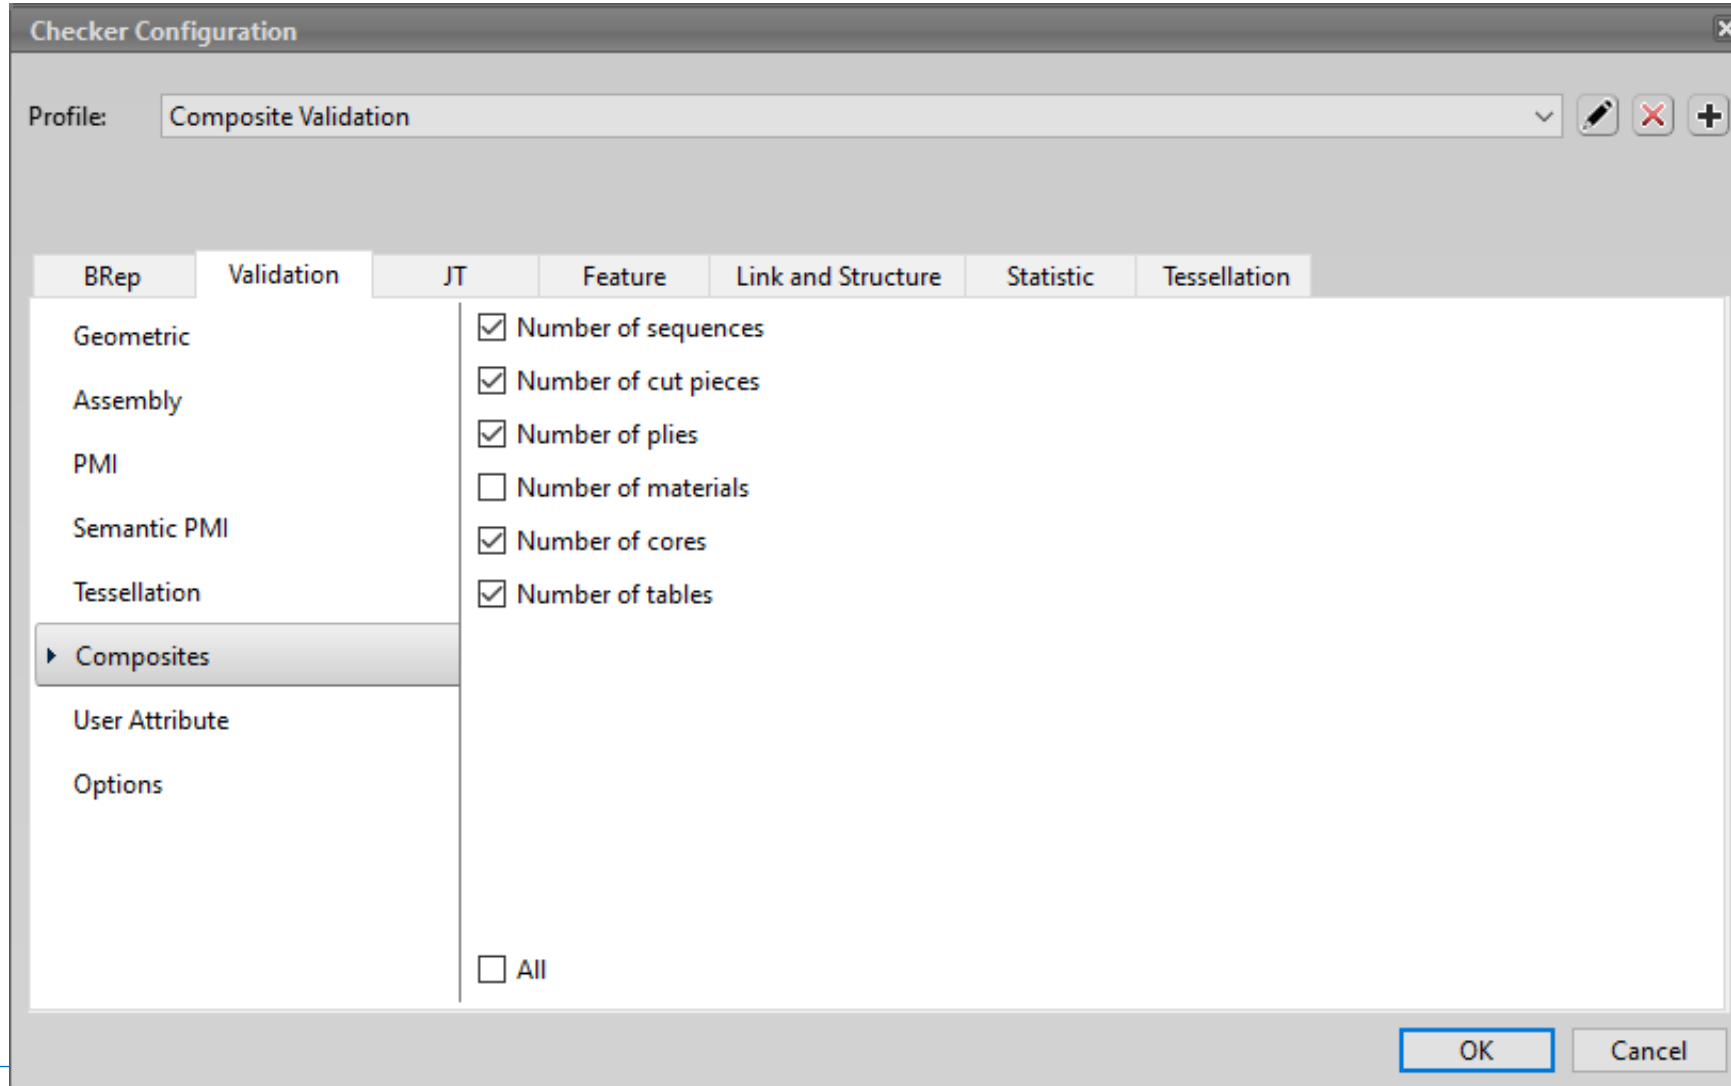 Checker Configuration
Profile: Composite Validation
BRep Validation JT Feature Link and Structure Statistic Tessellation
Geometric
Assembly
PMI
Semantic PMI
Tessellation
Composites
User Attribute
Options
Number of sequences
Number of cut pieces
Number of plies
Number of materials
Number of cores
Number of tables
All
OK Cancel